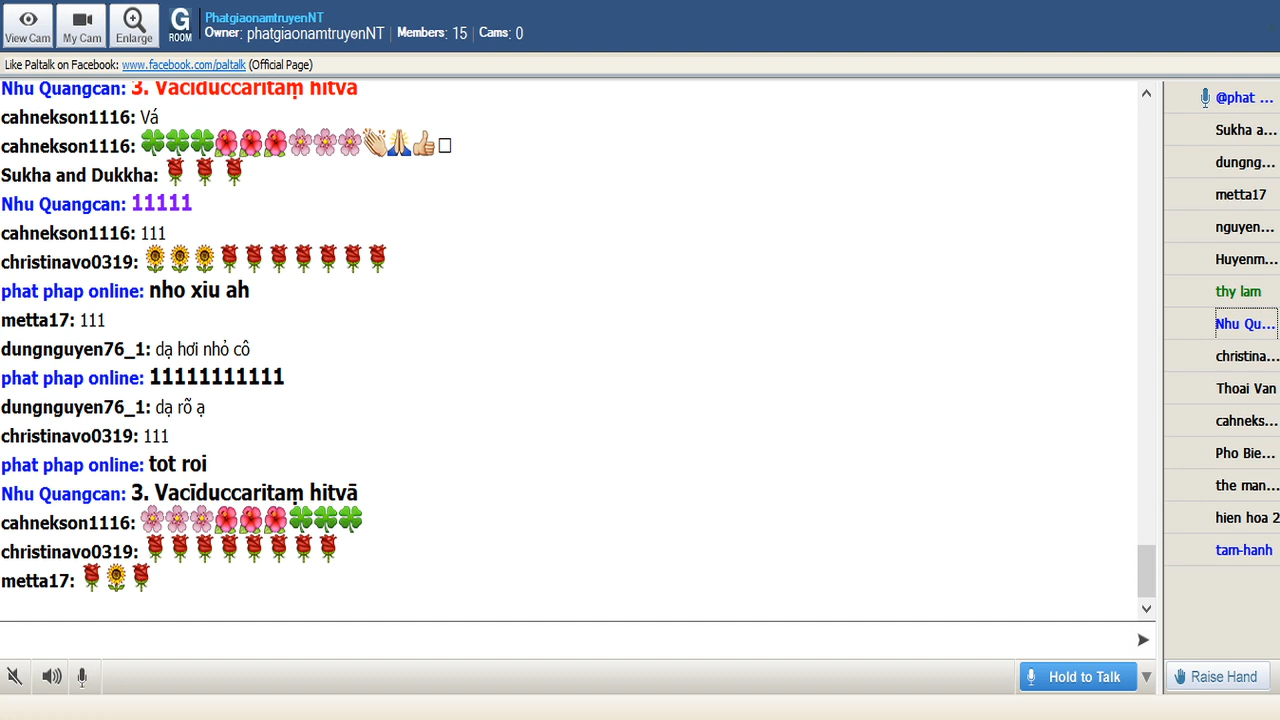 View Cam
My Cam
Enlarge
G ROOM
PhatgiaonamtruyenNT
Owner: phatgiaonamtruyenNT Members: 15 Cams: 0
Like Paltalk on Facebook: www.facebook.com/paltalk (Official Page)
Nhu Quangcan: 3. Vacīduccaritaṃ hitvā
cahnekson1116: Vá
cahnekson1116: 🍀🍀🍀🌺🌺🌺🌸🌸🌸👏🙏👍□
Sukha and Dukkha: 🌹🌹🌹
Nhu Quangcan: 11111
cahnekson1116: 111
christinavo0319: 🌻🌻🌻🌹🌹🌹🌹🌹🌹🌹
phat phap online: nho xiu ah
metta17: 111
dungnguyen76_1: dạ hơi nhỏ cô
phat phap online: 11111111111
dungnguyen76_1: dạ rõ ạ
christinavo0319: 111
phat phap online: tot roi
Nhu Quangcan: 3. Vacīduccaritaṃ hitvā
cahnekson1116: 🌸🌸🌸🌺🌺🌺🍀🍀🍀
christinavo0319: 🌹🌹🌹🌹🌹🌹🌹🌹
metta17: 🌹🌻🌹
@phat ...
Sukha a...
dungng...
metta17
nguyen...
Huyenm...
thy lam
Nhu Qu...
christina...
Thoai Van
cahneks...
Pho Bie...
the man...
hien hoa 2
tam-hanh
Hold to Talk
Raise Hand